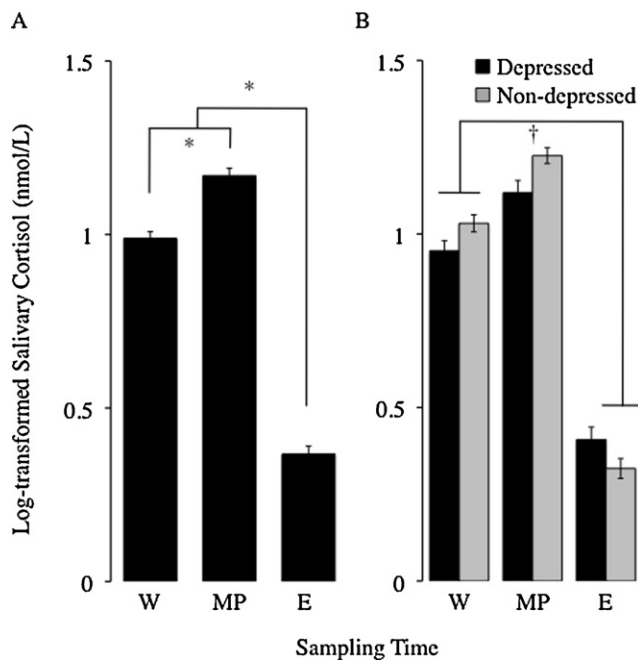 A
B
Log-transformed Salivary Cortisol (nmol/L)
1.5
1
0.5
0
*
*
W MP E
1.5
1
0.5
0
Depressed
Non-depressed
†
W MP E
Sampling Time